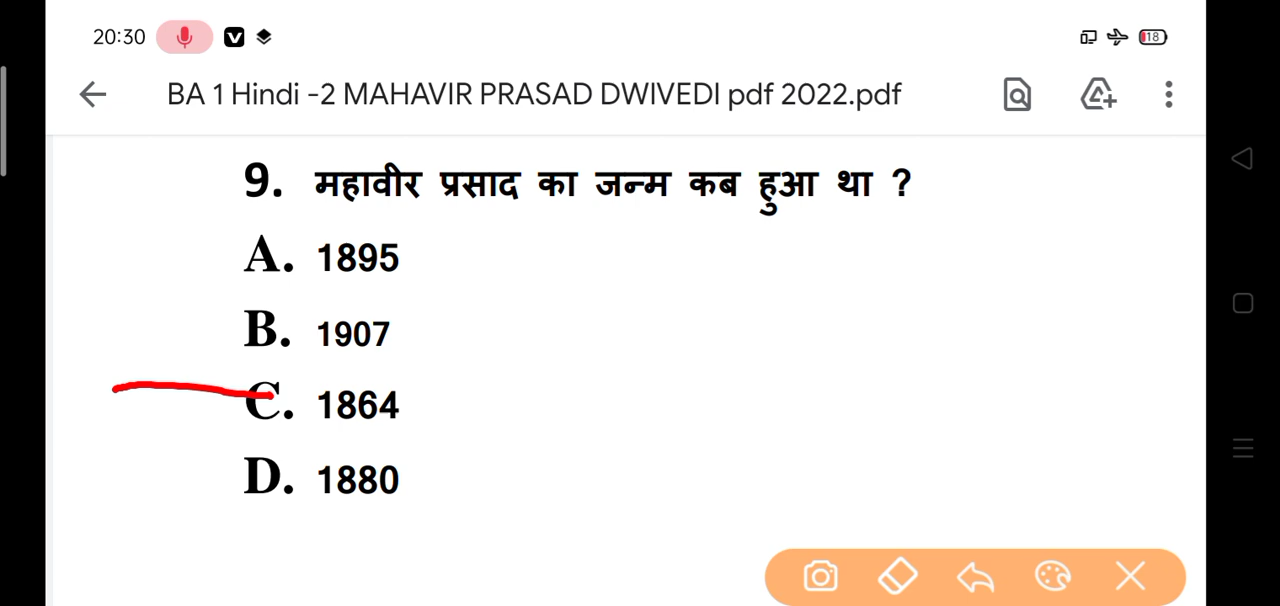 20:30
18
BA 1 Hindi -2 MAHAVIR PRASAD DWIVEDI pdf 2022.pdf
9. महावीर प्रसाद का जन्म कब हुआ था ?
A. 1895
B. 1907
C. 1864
D. 1880